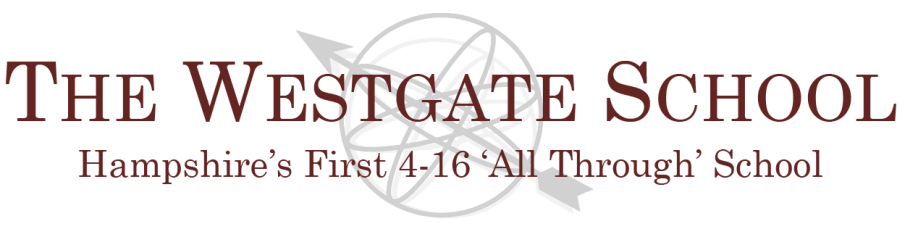 THE WESTGATE SCHOOL
Hampshire’s First 4-16 ‘All Through’ School